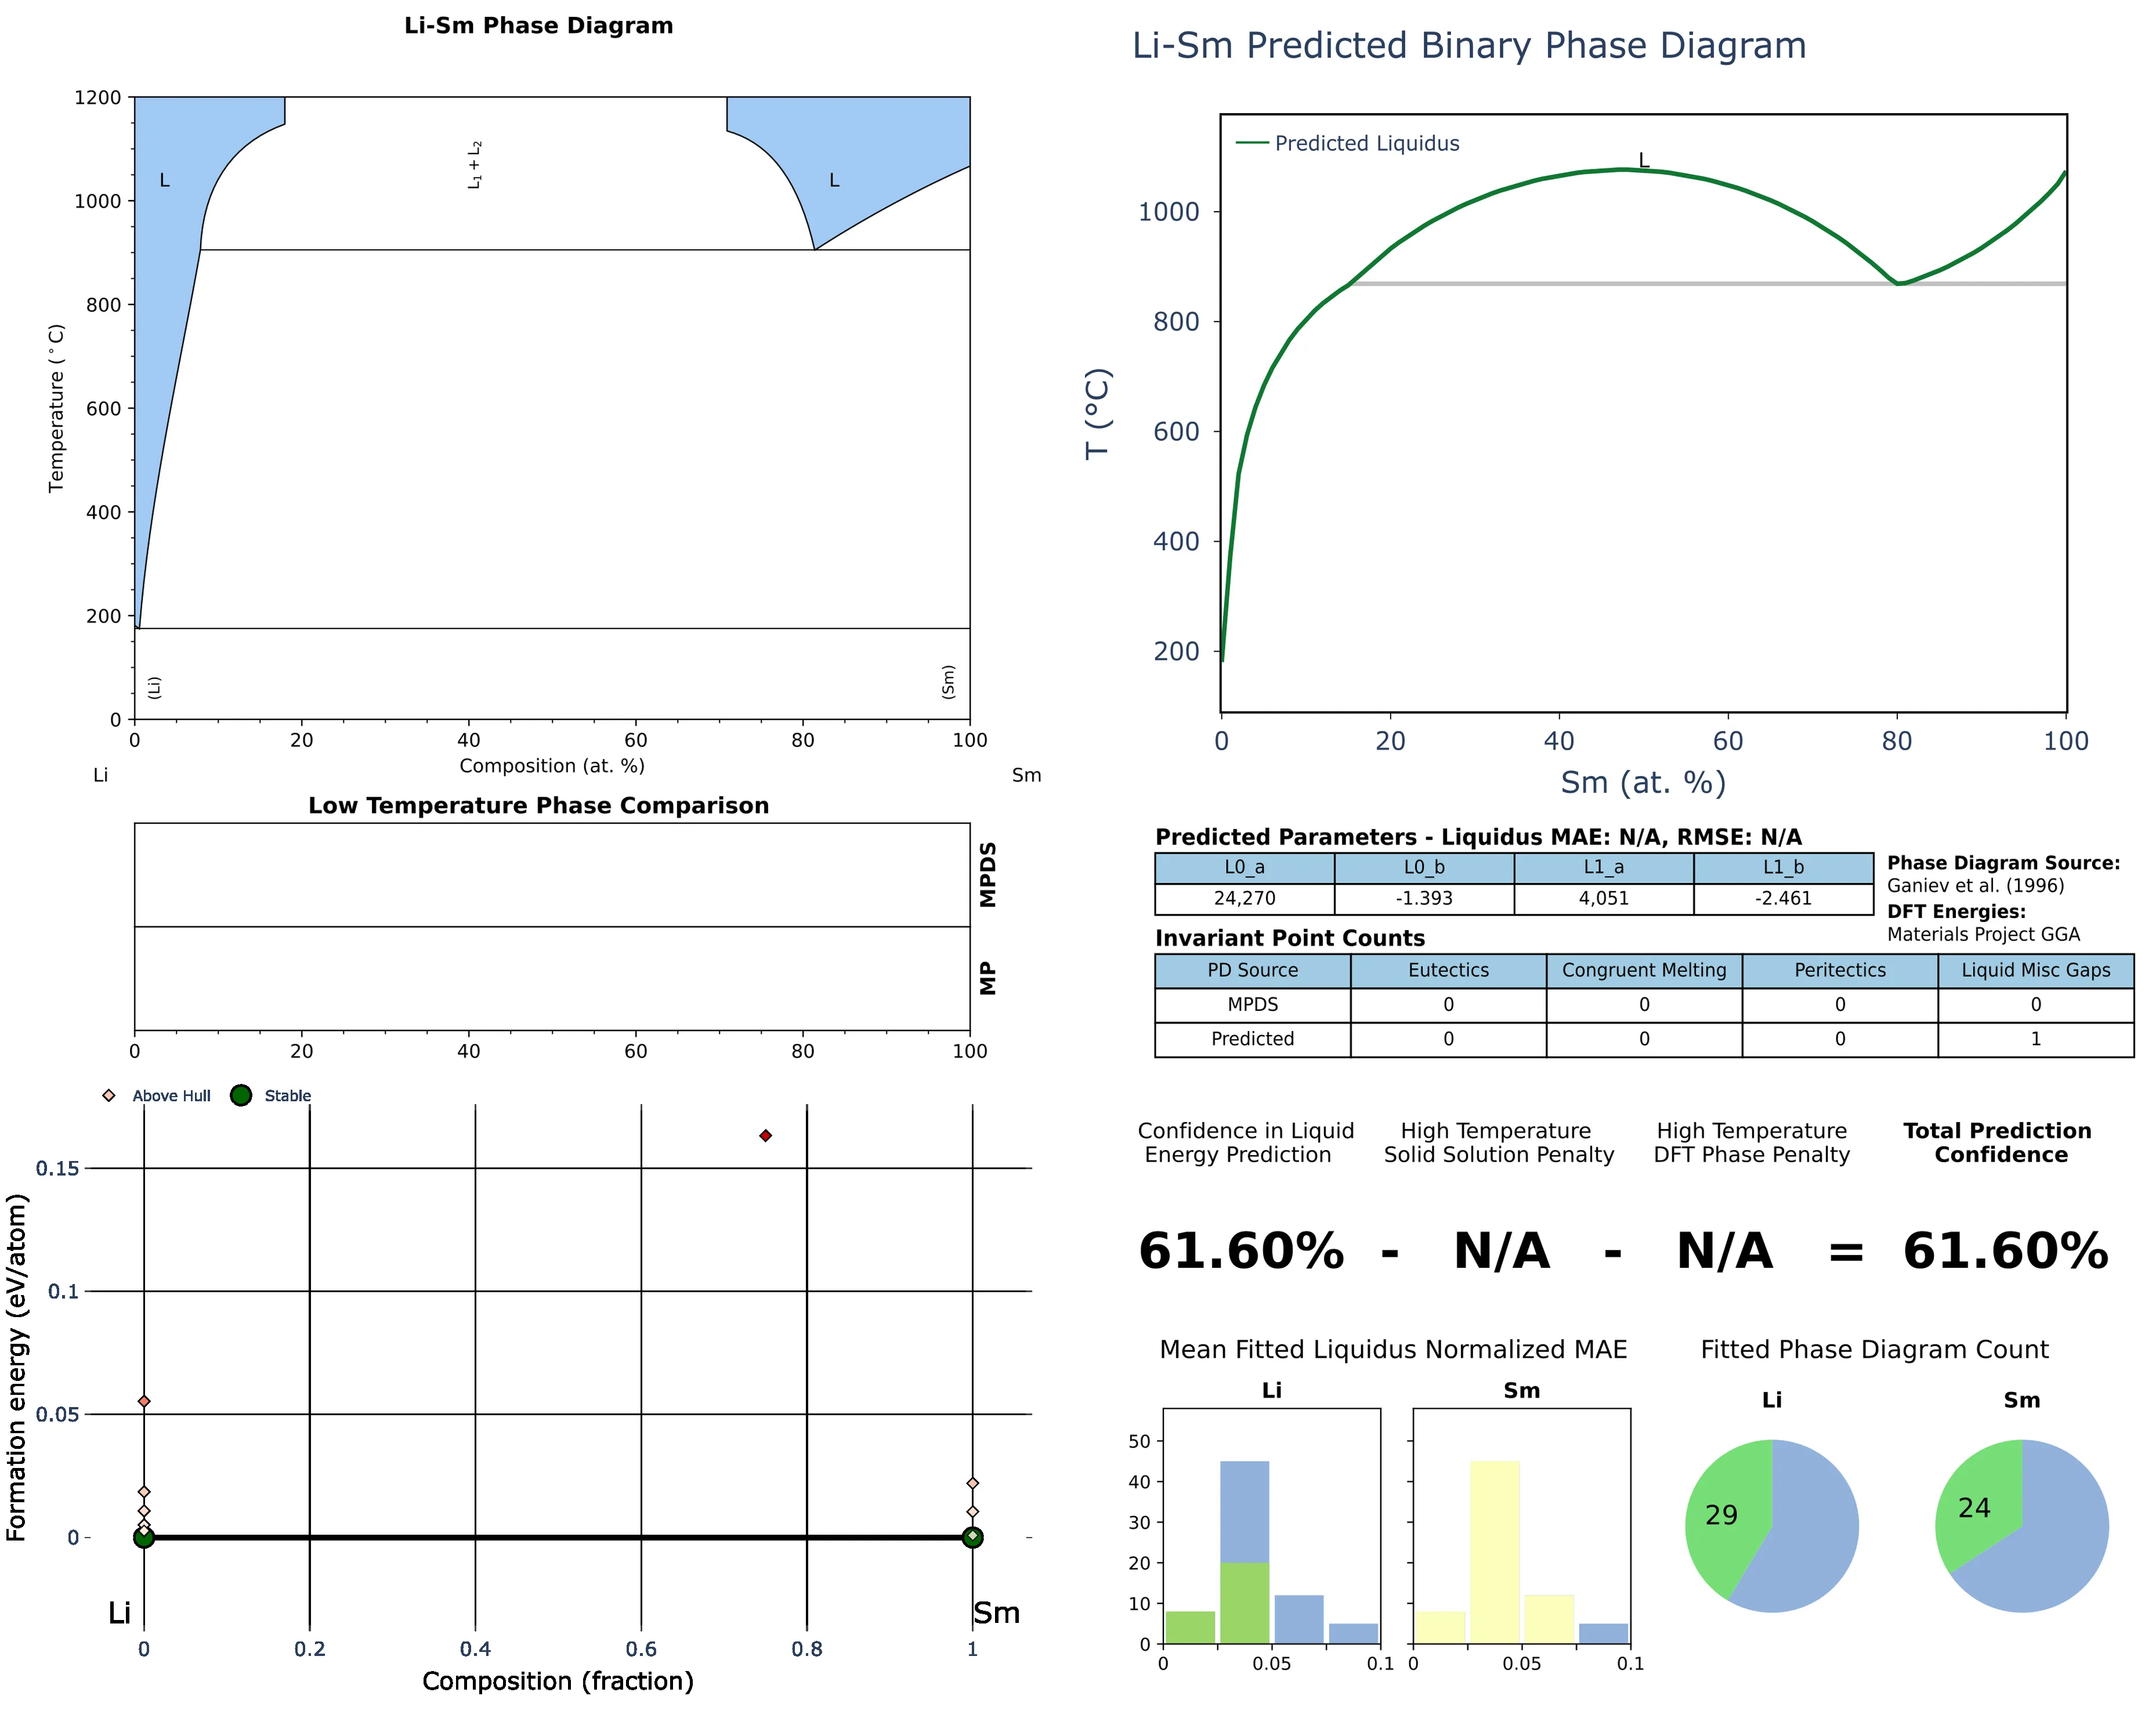 Li-Sm Phase Diagram
1200
1000
800
600
400
200
0
Temperature (°C)
L
L1 + L2
L
(Li)
(Sm)
0 20 40 60 80 100
Composition (at. %)
Li Sm
Low Temperature Phase Comparison
MPDS
MP
0 20 40 60 80 100
Above Hull Stable
0.15
0.1
0.05
0
Formation energy (eV/atom)
Li Sm
0 0.2 0.4 0.6 0.8 1
Composition (fraction)
Li-Sm Predicted Binary Phase Diagram
Predicted Liquidus
L
1000
800
600
400
200
T (°C)
0 20 40 60 80 100
Sm (at. %)
Predicted Parameters - Liquidus MAE: N/A, RMSE: N/A
L0_a L0_b L1_a L1_b
24,270 -1.393 4,051 -2.461
Phase Diagram Source:
Ganiev et al. (1996)
DFT Energies:
Materials Project GGA
Invariant Point Counts
PD Source Eutectics Congruent Melting Peritectics Liquid Misc Gaps
MPDS 0 0 0 0
Predicted 0 0 0 1
Confidence in Liquid
Energy Prediction
High Temperature
Solid Solution Penalty
High Temperature
DFT Phase Penalty
Total Prediction
Confidence
61.60% - N/A - N/A = 61.60%
Mean Fitted Liquidus Normalized MAE
Li Sm
50
40
30
20
10
0
0 0.05 0.1 0 0.05 0.1
Fitted Phase Diagram Count
Li Sm
29 24